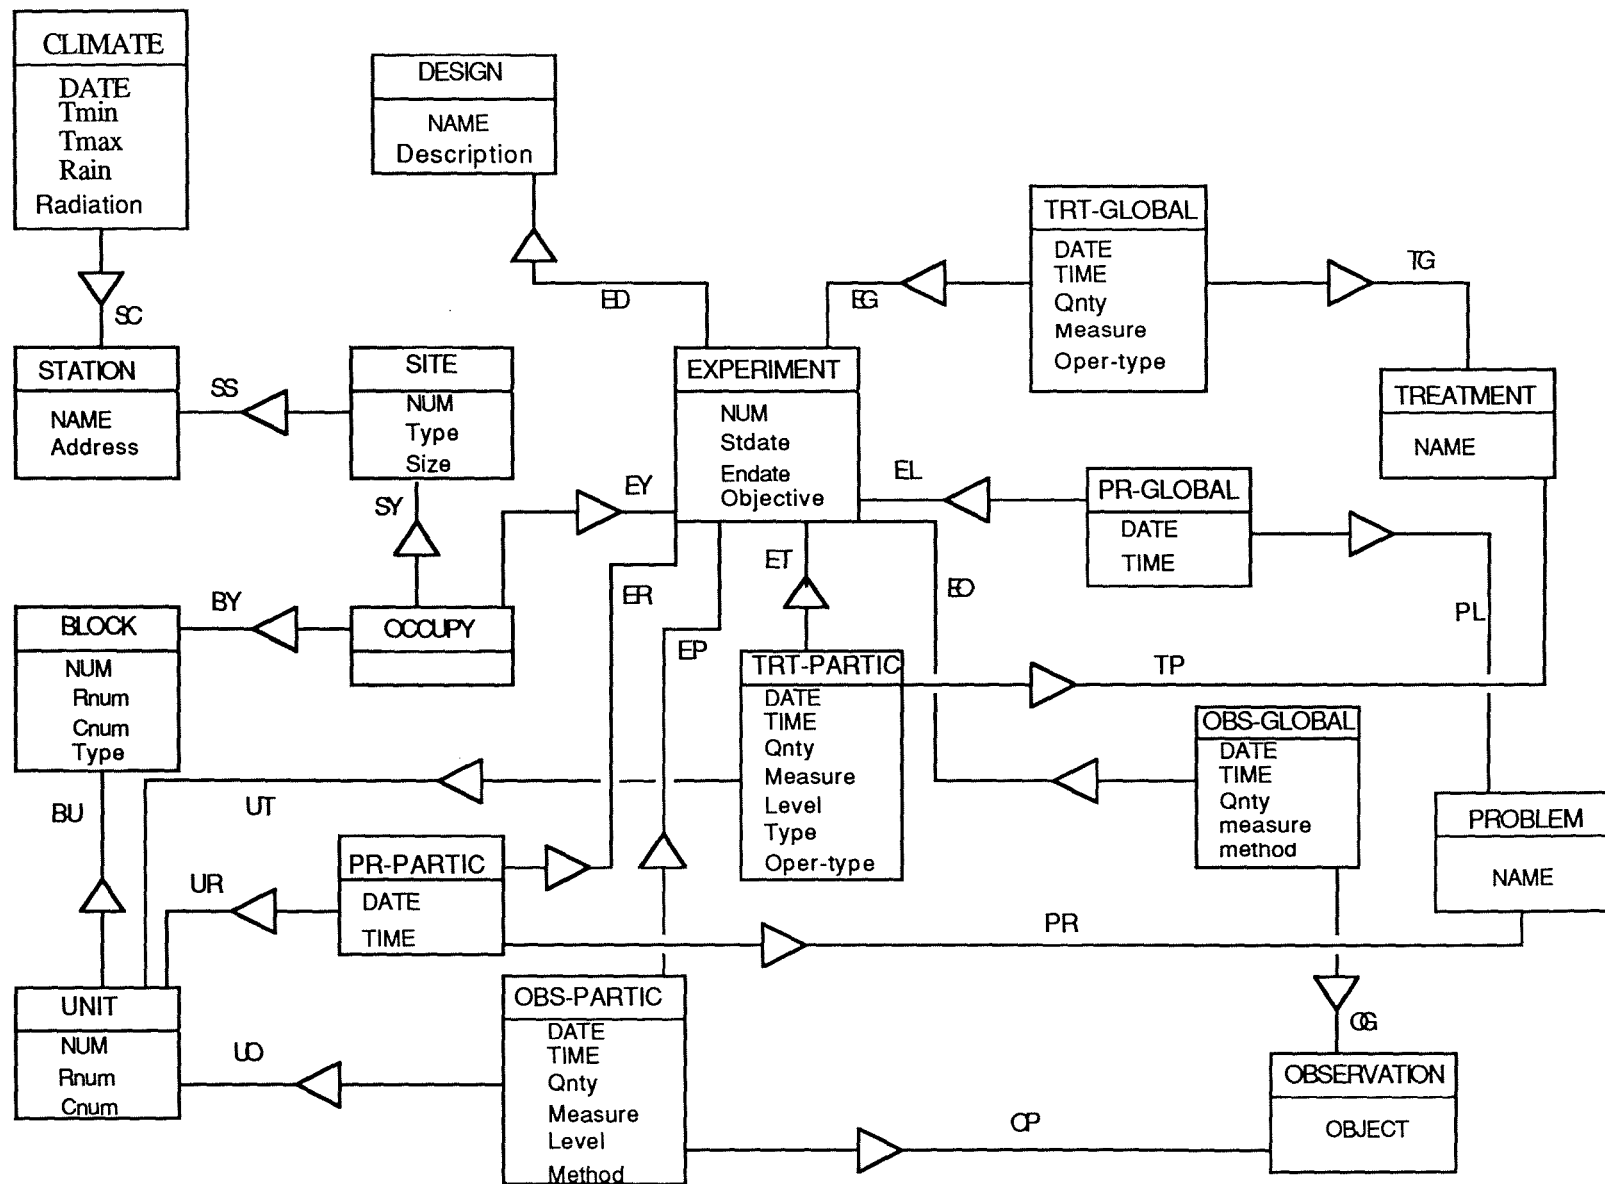 CLIMATE
DATE
Tmin
Tmax
Rain
Radiation
SC
DESIGN
NAME
Description
ED
TRT-GLOBAL
DATE
TIME
Qnty
Measure
Oper-type
EG
TG
STATION
NAME
Address
SS
SITE
NUM
Type
Size
SY
EY
EXPERIMENT
NUM
Stdate
Endate
Objective
EL
PR-GLOBAL
DATE
TIME
TREATMENT
NAME
PL
BLOCK
NUM
Rnum
Cnum
Type
BY
OCCUPY
ER
EP
ET
EO
TRT-PARTIC
DATE
TIME
Qnty
Measure
Level
Type
Oper-type
TP
OBS-GLOBAL
DATE
TIME
Qnty
measure
method
PROBLEM
NAME
BU
UT
UR
PR-PARTIC
DATE
TIME
PR
UNIT
NUM
Rnum
Cnum
UO
OBS-PARTIC
DATE
TIME
Qnty
Measure
Level
Method
OP
OG
OBSERVATION
OBJECT